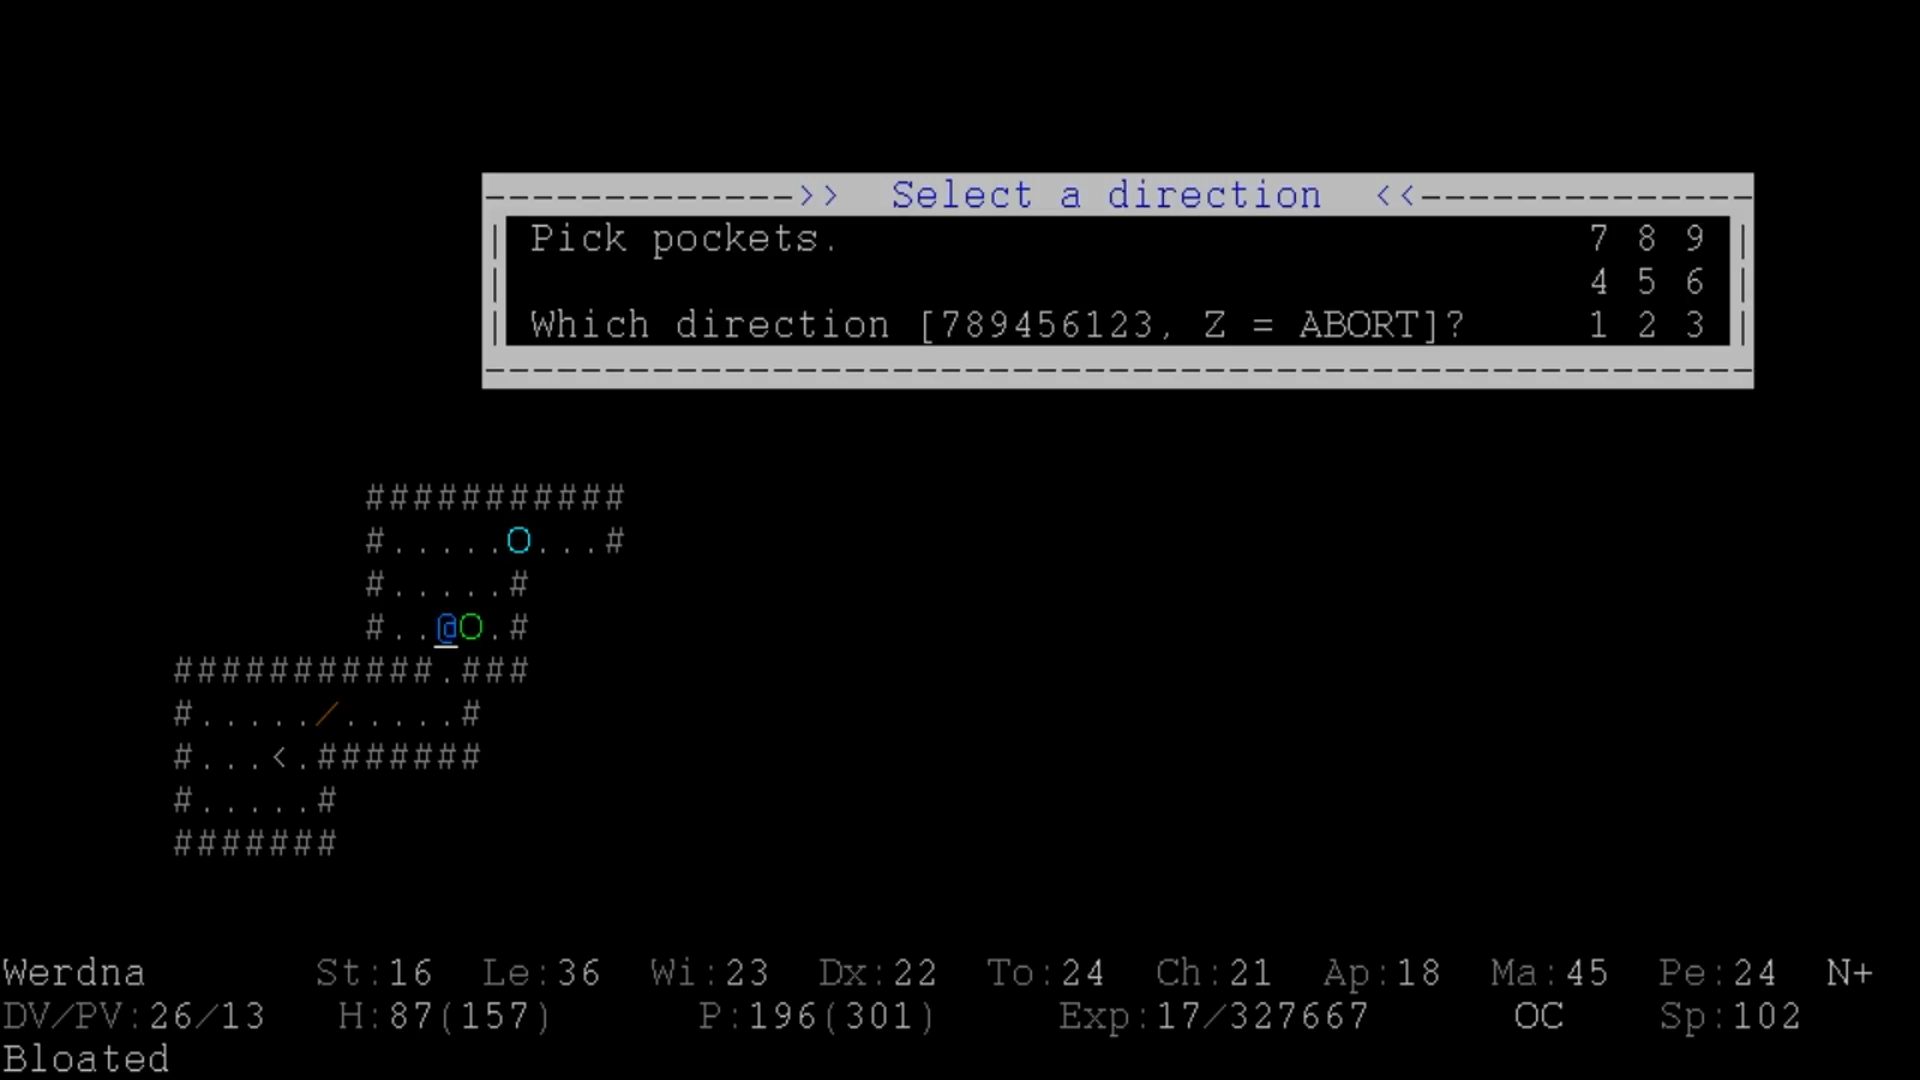 ------------->>  Select a direction  <<--------------
| Pick pockets. 7 8 9 |
| 4 5 6 |
| Which direction [789456123, Z = ABORT]? 1 2 3 |
-----------------------------------------------------
###########
#.....O...#
#.....#
#..@O.#
###########.###
#...../.....#
#...<.#######
#.....#
#######
Werdna St:16 Le:36 Wi:23 Dx:22 To:24 Ch:21 Ap:18 Ma:45 Pe:24 N+
DV/PV:26/13 H:87(157) P:196(301) Exp:17/327667 OC Sp:102
Bloated